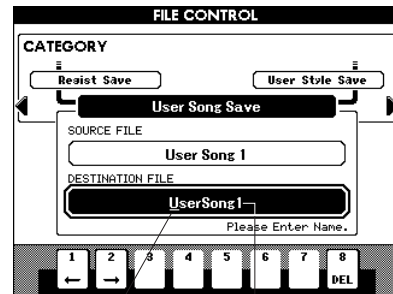 FILE CONTROL
CATEGORY
Regist Save User Style Save
User Song Save
SOURCE FILE
User Song 1
DESTINATION FILE
UserSong1
Please Enter Name.
1 2 3 4 5 6 7 8
← → DEL